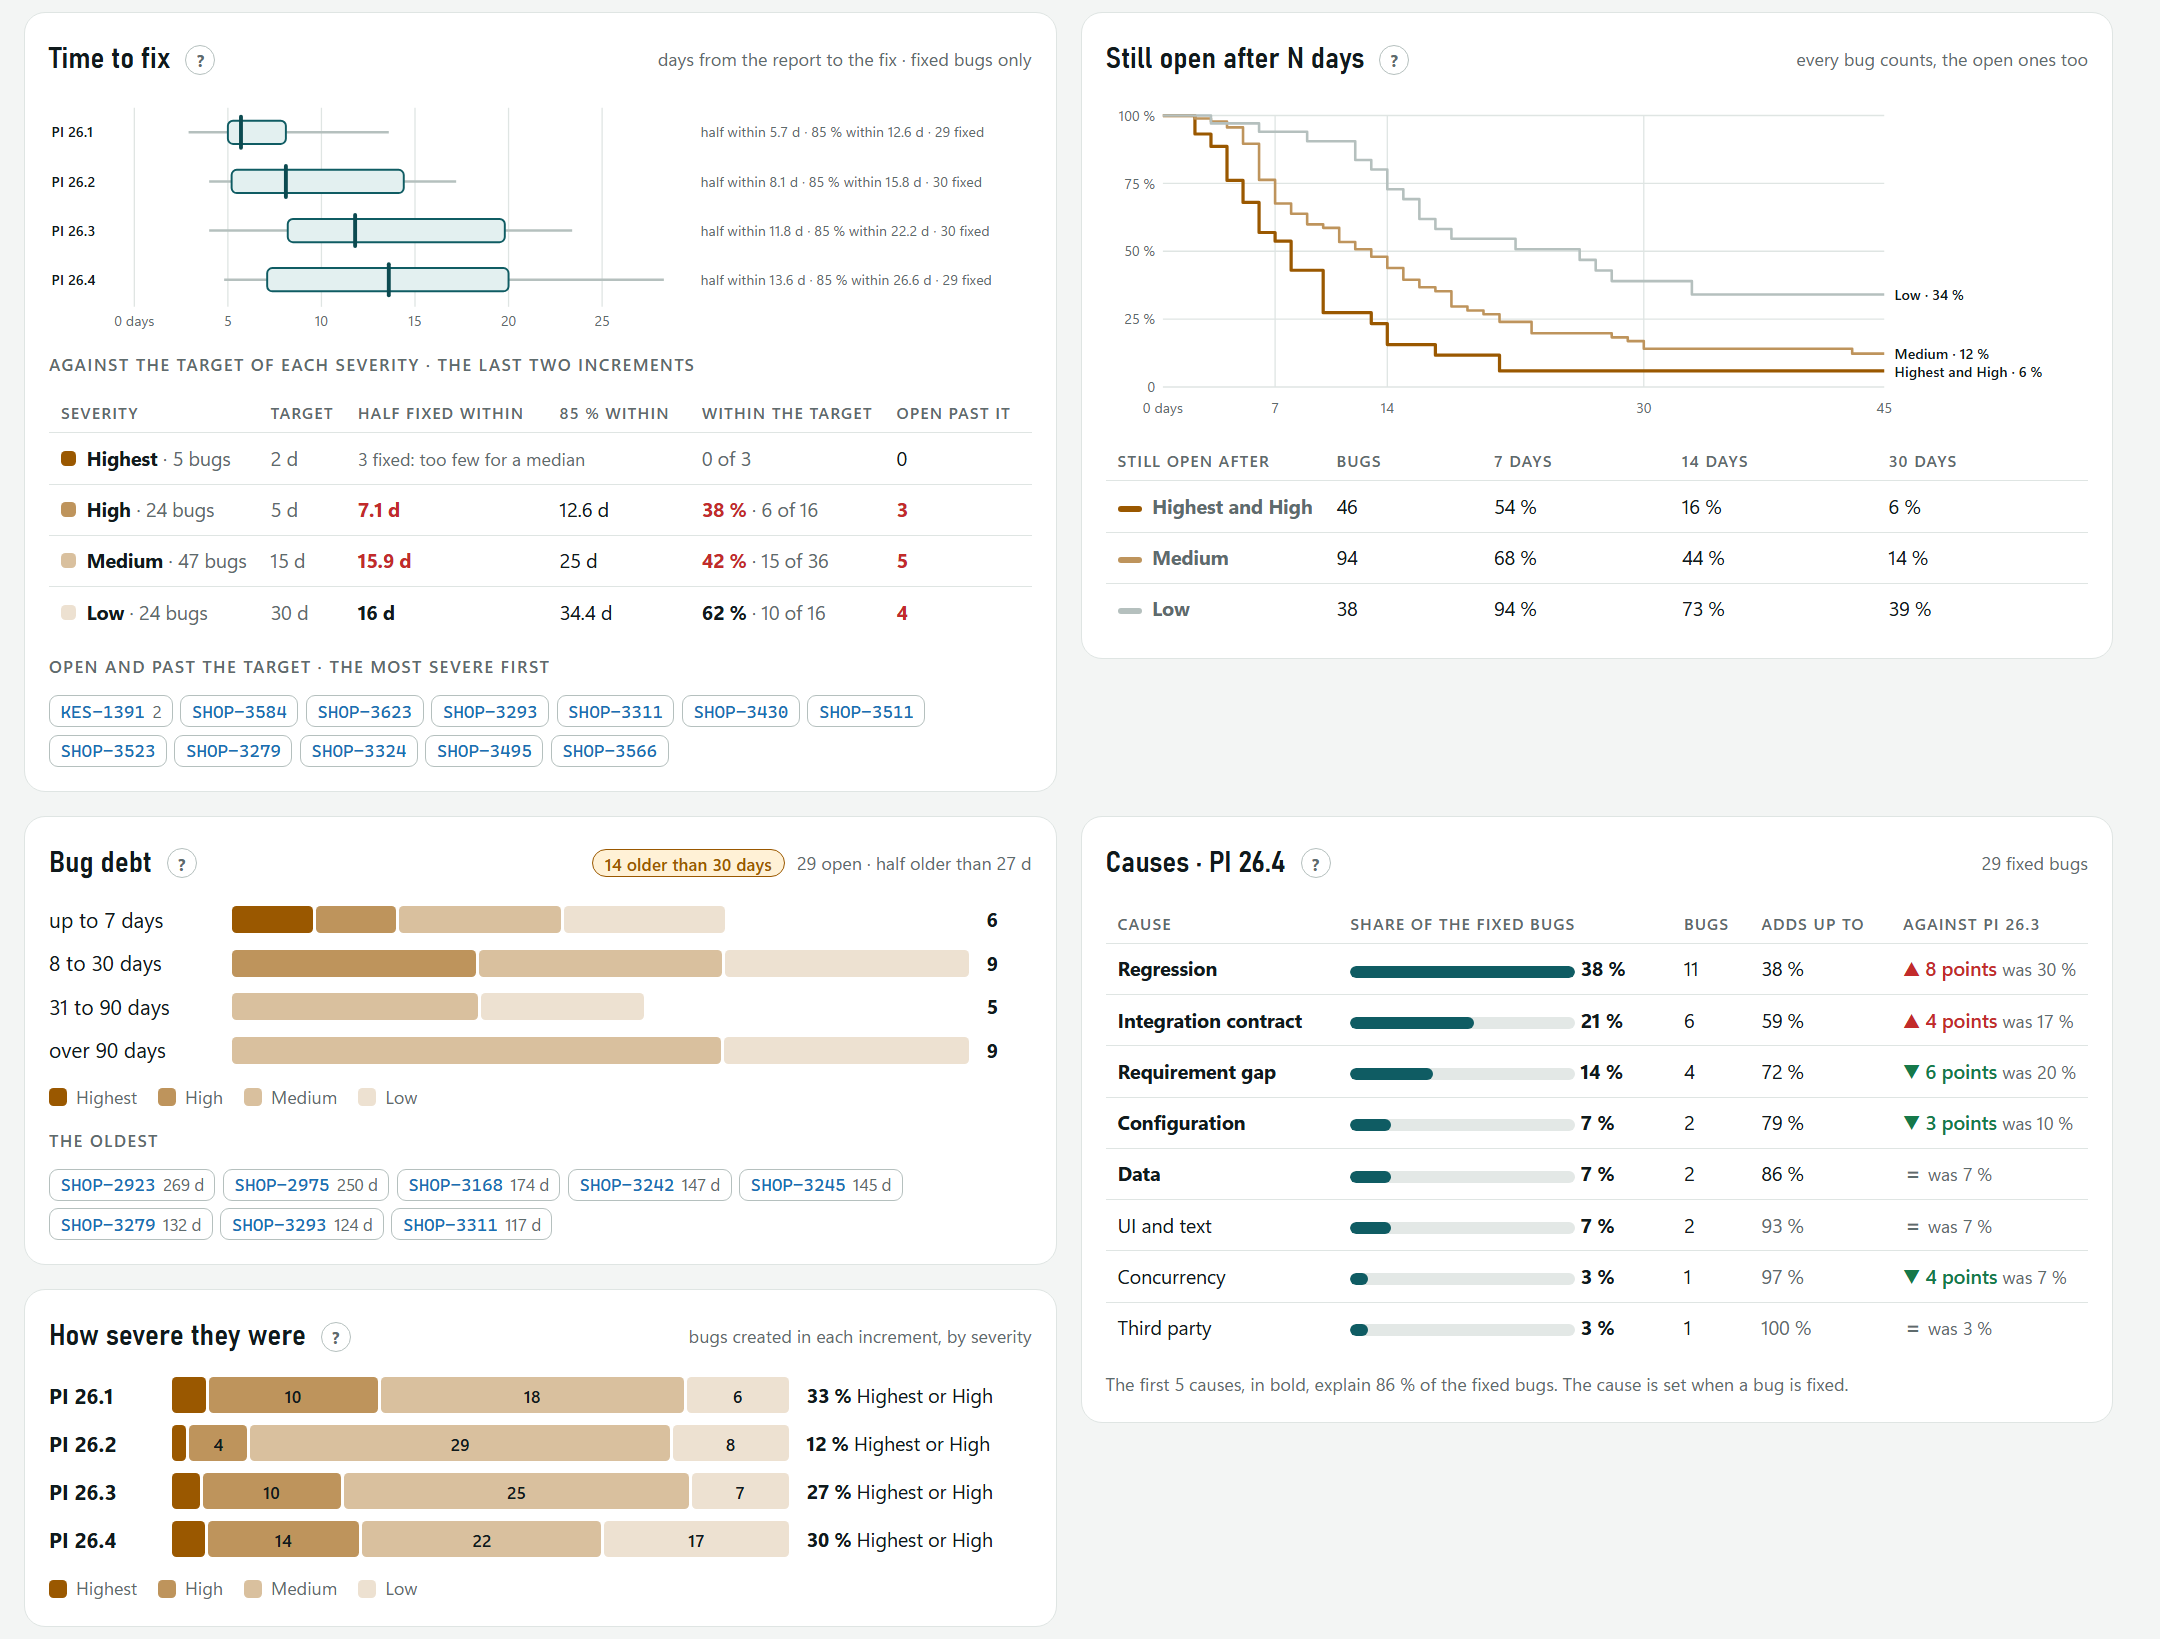 Time to fix ?
days from the report to the fix · fixed bugs only
PI 26.1
half within 5.7 d · 85 % within 12.6 d · 29 fixed
PI 26.2
half within 8.1 d · 85 % within 15.8 d · 30 fixed
PI 26.3
half within 11.8 d · 85 % within 22.2 d · 30 fixed
PI 26.4
half within 13.6 d · 85 % within 26.6 d · 29 fixed
0 days 5 10 15 20 25
AGAINST THE TARGET OF EACH SEVERITY · THE LAST TWO INCREMENTS
SEVERITY TARGET HALF FIXED WITHIN 85 % WITHIN WITHIN THE TARGET OPEN PAST IT
Highest · 5 bugs 2 d 3 fixed: too few for a median 0 of 3 0
High · 24 bugs 5 d 7.1 d 12.6 d 38 % · 6 of 16 3
Medium · 47 bugs 15 d 15.9 d 25 d 42 % · 15 of 36 5
Low · 24 bugs 30 d 16 d 34.4 d 62 % · 10 of 16 4
OPEN AND PAST THE TARGET · THE MOST SEVERE FIRST
KES-1391 2 SHOP-3584 SHOP-3623 SHOP-3293 SHOP-3311 SHOP-3430 SHOP-3511
SHOP-3523 SHOP-3279 SHOP-3324 SHOP-3495 SHOP-3566
Still open after N days ?
every bug counts, the open ones too
100 %
75 %
50 %
25 %
0
Low · 34 %
Medium · 12 %
Highest and High · 6 %
0 days 7 14 30 45
STILL OPEN AFTER BUGS 7 DAYS 14 DAYS 30 DAYS
Highest and High 46 54 % 16 % 6 %
Medium 94 68 % 44 % 14 %
Low 38 94 % 73 % 39 %
Bug debt ?
14 older than 30 days 29 open · half older than 27 d
up to 7 days 6
8 to 30 days 9
31 to 90 days 5
over 90 days 9
Highest High Medium Low
THE OLDEST
SHOP-2923 269 d SHOP-2975 250 d SHOP-3168 174 d SHOP-3242 147 d SHOP-3245 145 d
SHOP-3279 132 d SHOP-3293 124 d SHOP-3311 117 d
Causes · PI 26.4 ?
29 fixed bugs
CAUSE SHARE OF THE FIXED BUGS BUGS ADDS UP TO AGAINST PI 26.3
Regression 38 % 11 38 % ▲ 8 points was 30 %
Integration contract 21 % 6 59 % ▲ 4 points was 17 %
Requirement gap 14 % 4 72 % ▼ 6 points was 20 %
Configuration 7 % 2 79 % ▼ 3 points was 10 %
Data 7 % 2 86 % = was 7 %
UI and text 7 % 2 93 % = was 7 %
Concurrency 3 % 1 97 % ▼ 4 points was 7 %
Third party 3 % 1 100 % = was 3 %
The first 5 causes, in bold, explain 86 % of the fixed bugs. The cause is set when a bug is fixed.
How severe they were ?
bugs created in each increment, by severity
PI 26.1 10 18 6 33 % Highest or High
PI 26.2 4 29 8 12 % Highest or High
PI 26.3 10 25 7 27 % Highest or High
PI 26.4 14 22 17 30 % Highest or High
Highest High Medium Low